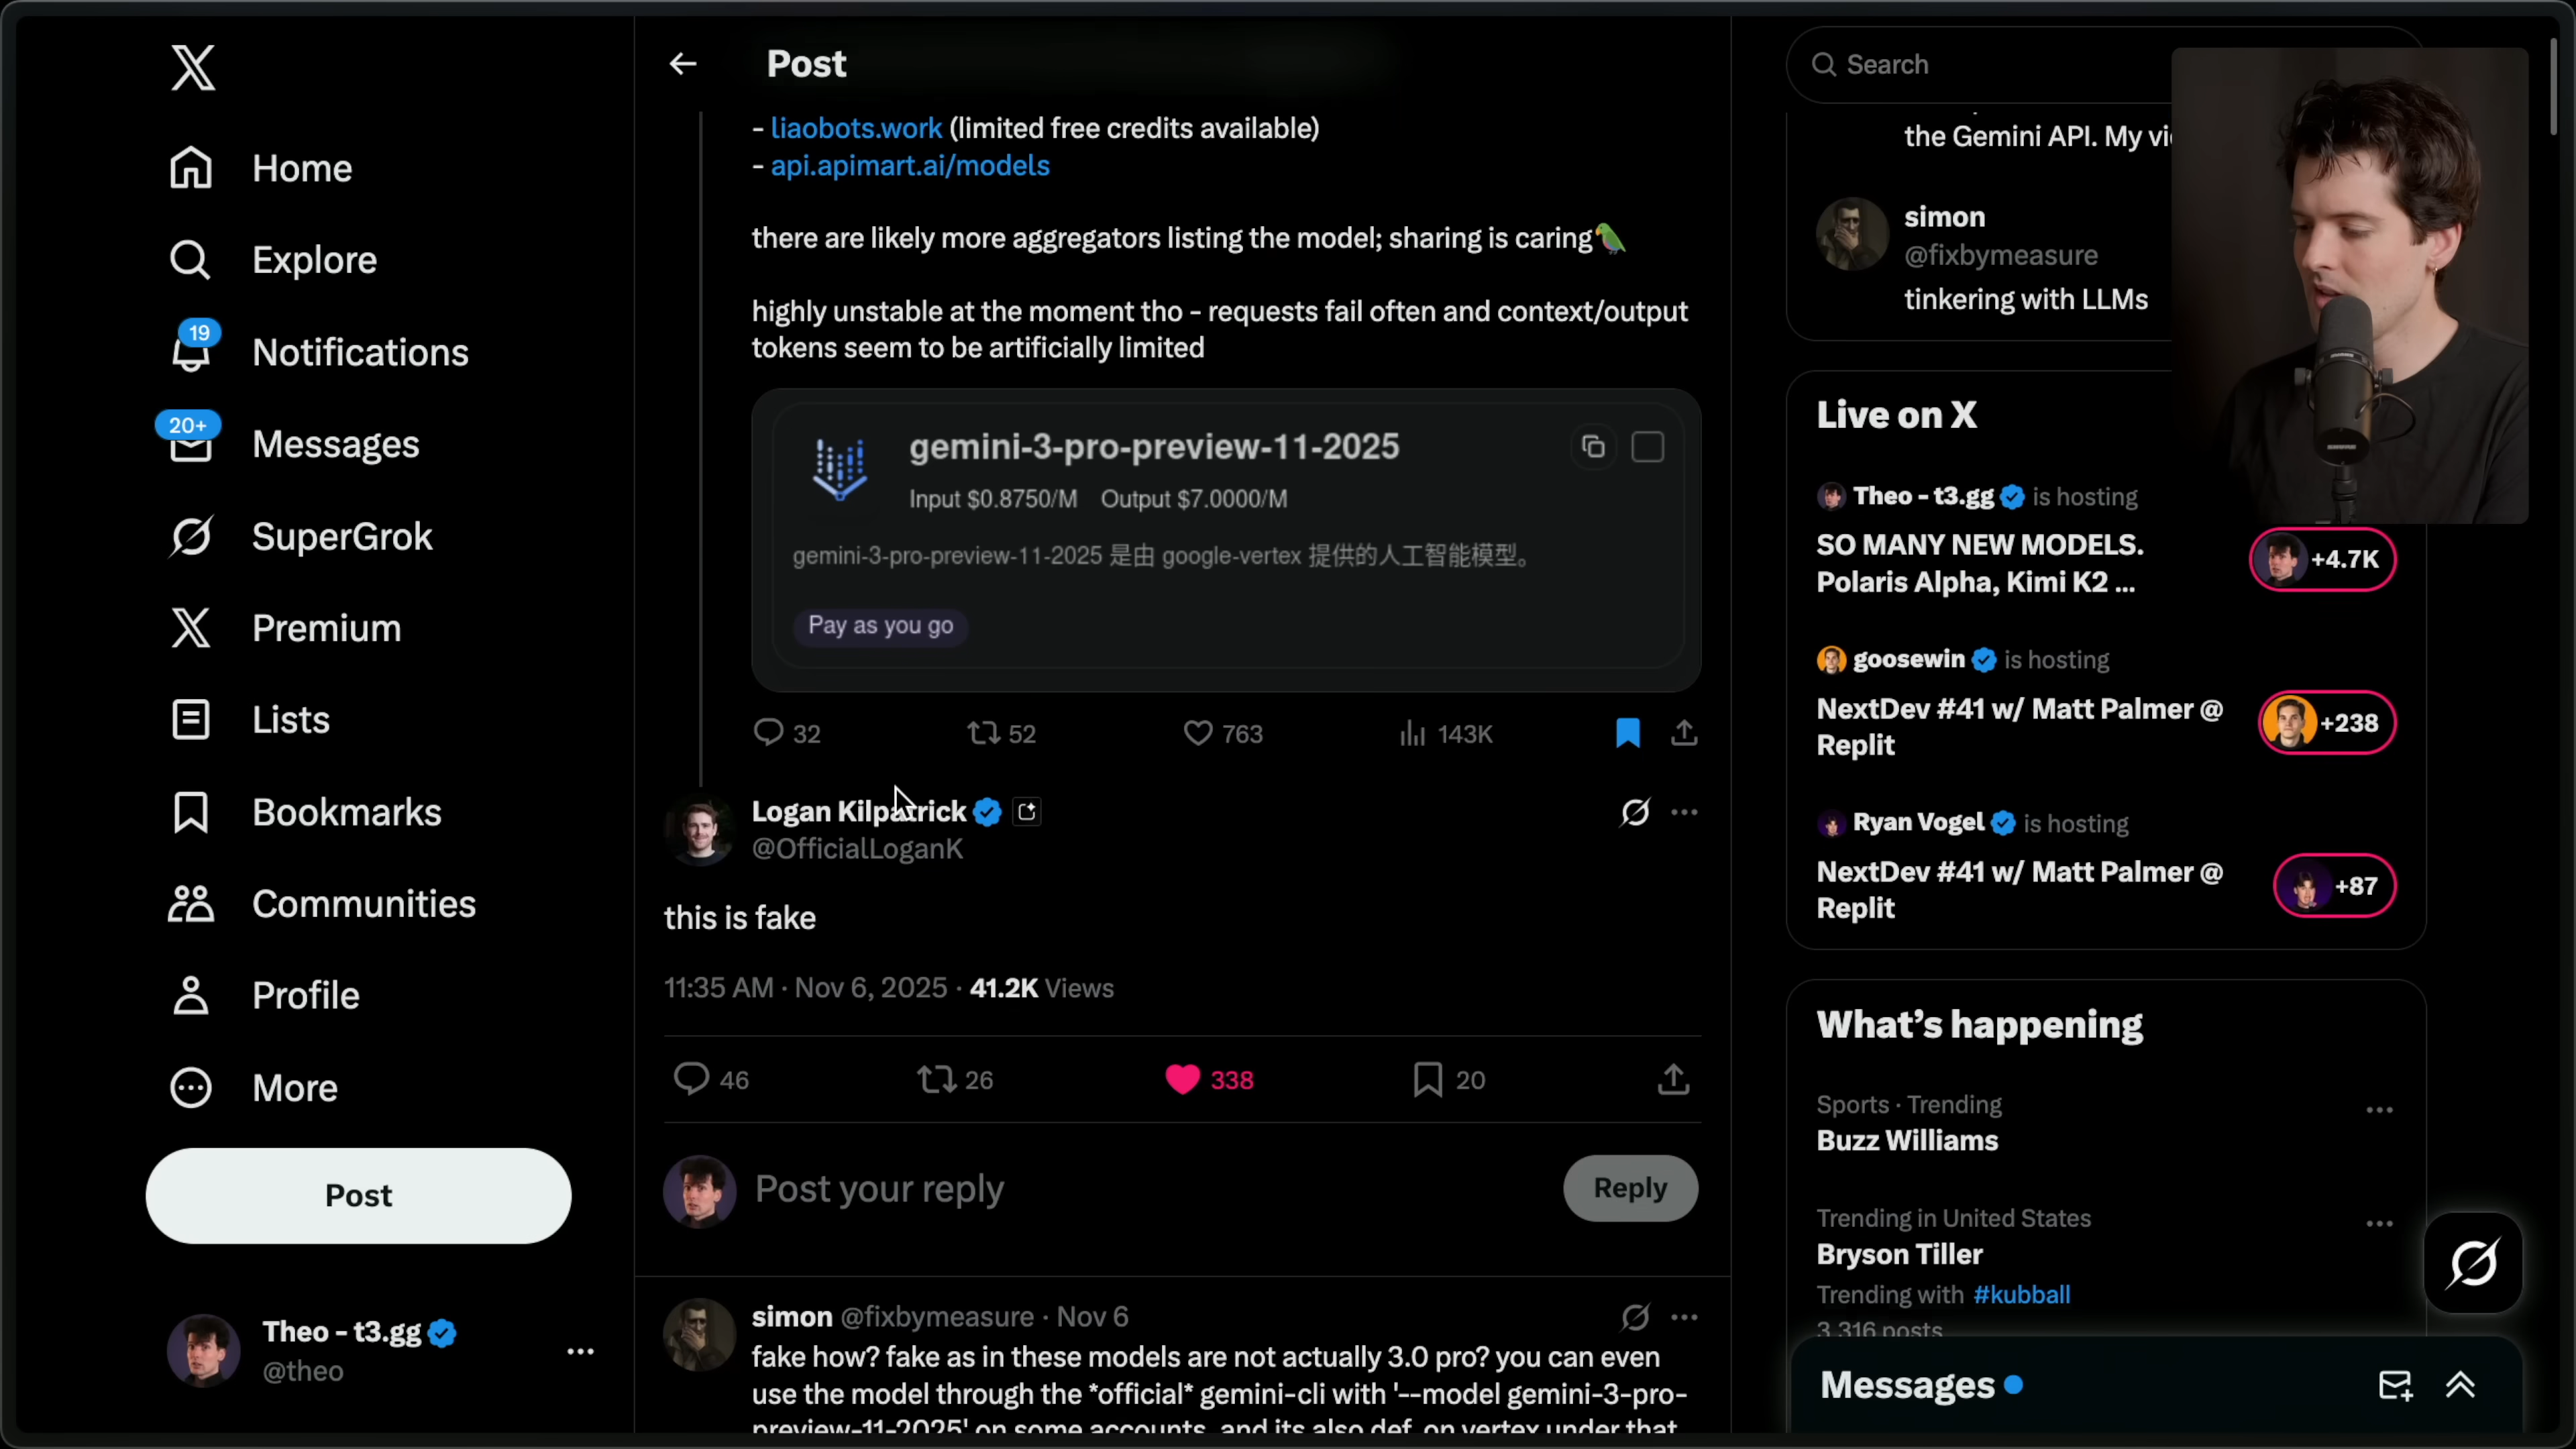 Home
Explore
19
Notifications
20+
Messages
SuperGrok
Premium
Lists
Bookmarks
Communities
Profile
More
Post
Theo - t3.gg
@theo
Post
- liaobots.work (limited free credits available)
- api.apimart.ai/models
there are likely more aggregators listing the model; sharing is caring🦜
highly unstable at the moment tho - requests fail often and context/output
tokens seem to be artificially limited
gemini-3-pro-preview-11-2025
Input $0.8750/M Output $7.0000/M
gemini-3-pro-preview-11-2025 是由 google-vertex 提供的人工智能模型。
Pay as you go
32 52 763 143K
Logan Kilpatrick
@OfficialLoganK
this is fake
11:35 AM · Nov 6, 2025 · 41.2K Views
46 26 338 20
Post your reply
Reply
simon @fixbymeasure · Nov 6
fake how? fake as in these models are not actually 3.0 pro? you can even
use the model through the *official* gemini-cli with '--model gemini-3-pro-
preview-11-2025' on some accounts, and its also def. on vertex under that
Search
the Gemini API. My
simon
@fixbymeasure
tinkering with LLMs
Live on X
Theo - t3.gg is hosting
SO MANY NEW MODELS.
Polaris Alpha, Kimi K2 ...
+4.7K
goosewin is hosting
NextDev #41 w/ Matt Palmer @
Replit
+238
Ryan Vogel is hosting
NextDev #41 w/ Matt Palmer @
Replit
+87
What's happening
Sports · Trending
Buzz Williams
Trending in United States
Bryson Tiller
Trending with #kubball
3,316 posts
Messages